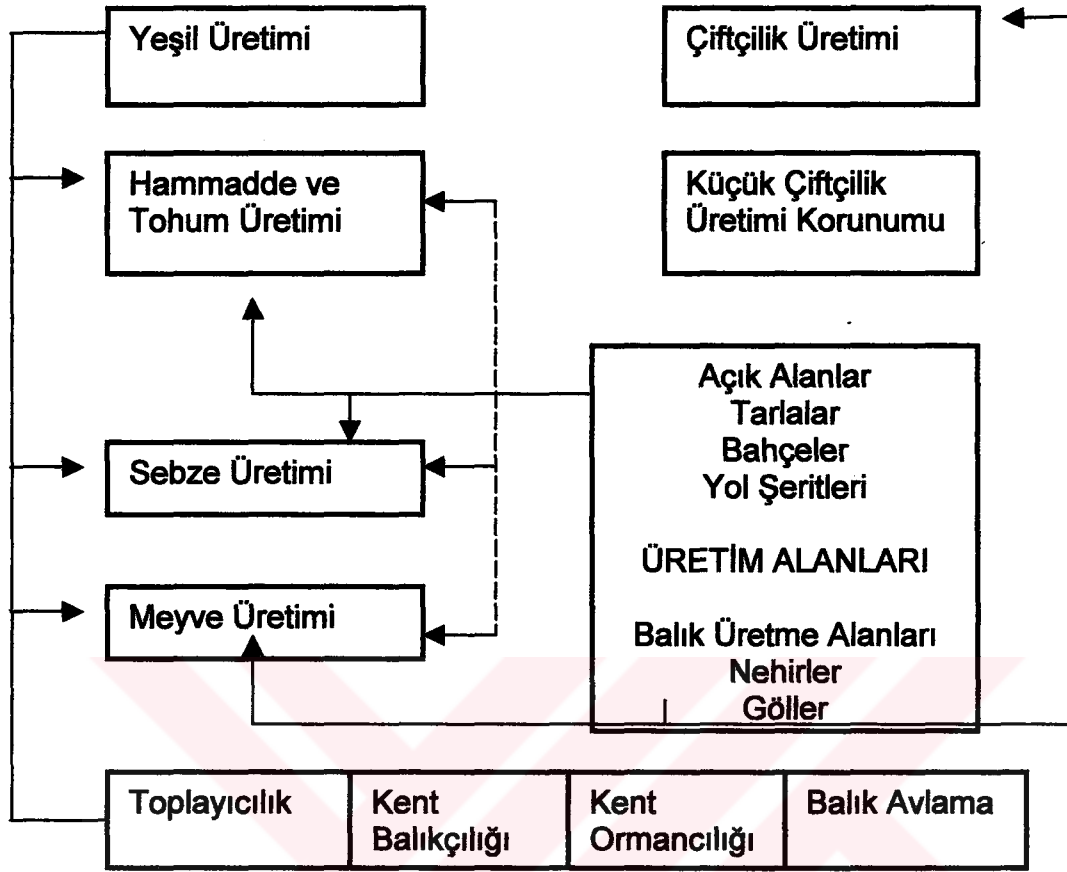 Yeşil Üretimi
Çiftçilik Üretimi
Hammadde ve
Tohum Üretimi
Küçük Çiftçilik
Üretimi Korunumu
Açık Alanlar
Tarlalar
Bahçeler
Yol Şeritleri
ÜRETİM ALANLARI
Balık Üretme Alanları
Nehirler
Göller
Sebze Üretimi
Meyve Üretimi
Toplayıcılık
Kent
Balıkçılığı
Kent
Ormancılığı
Balık Avlama